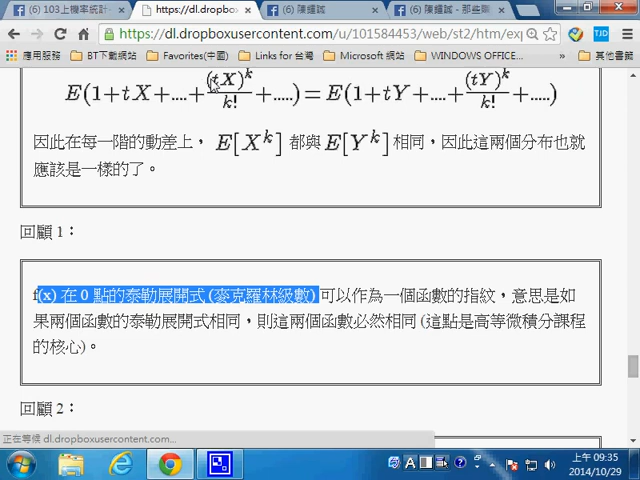 (6) 103上機率統計
https://dl.dropbox
(6) 陳鍾誠
(6) 陳鍾誠 - 那些
https://dl.dropboxusercontent.com/u/101584453/web/st2/htm/exp
應用服務 BT下載網站 Favorites(中國) Links for 台灣 Microsoft 網站 WINDOWS OFFICE...
E(1+tX+....+(tX)^k/k!+.....)=E(1+tY+....+(tY)^k/k!+.....)
因此在每一階的動差上，E[X^k] 都與E[Y^k]相同，因此這兩個分布也就
應該是一樣的了。
回顧 1：
f(x) 在 0 點的泰勒展開式 (麥克羅林級數) 可以作為一個函數的指紋，意思是如
果兩個函數的泰勒展開式相同，則這兩個函數必然相同 (這點是高等微積分課程
的核心)。
回顧 2：
正在等候 dl.dropboxusercontent.com...
上午 09:35
2014/10/29